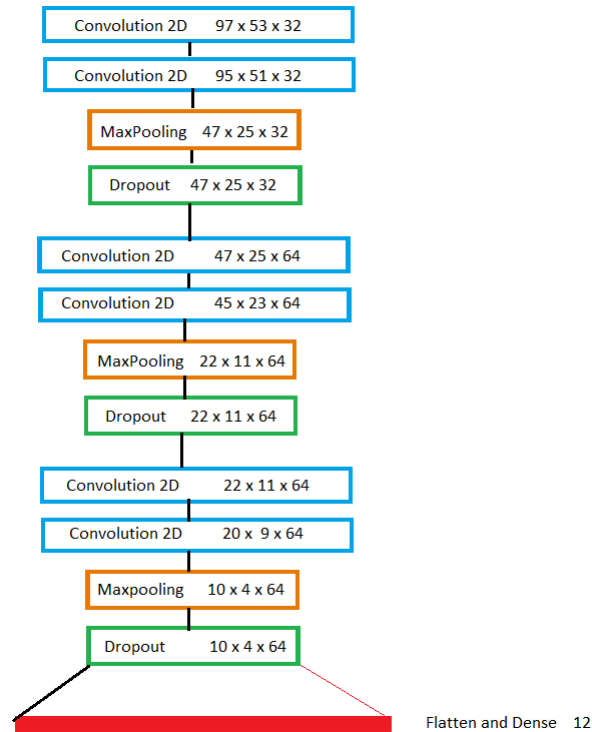 Convolution 2D 97 x 53 x 32
Convolution 2D 95 x 51 x 32
MaxPooling 47 x 25 x 32
Dropout 47 x 25 x 32
Convolution 2D 47 x 25 x 64
Convolution 2D 45 x 23 x 64
MaxPooling 22 x 11 x 64
Dropout 22 x 11 x 64
Convolution 2D 22 x 11 x 64
Convolution 2D 20 x 9 x 64
Maxpooling 10 x 4 x 64
Dropout 10 x 4 x 64
Flatten and Dense 12